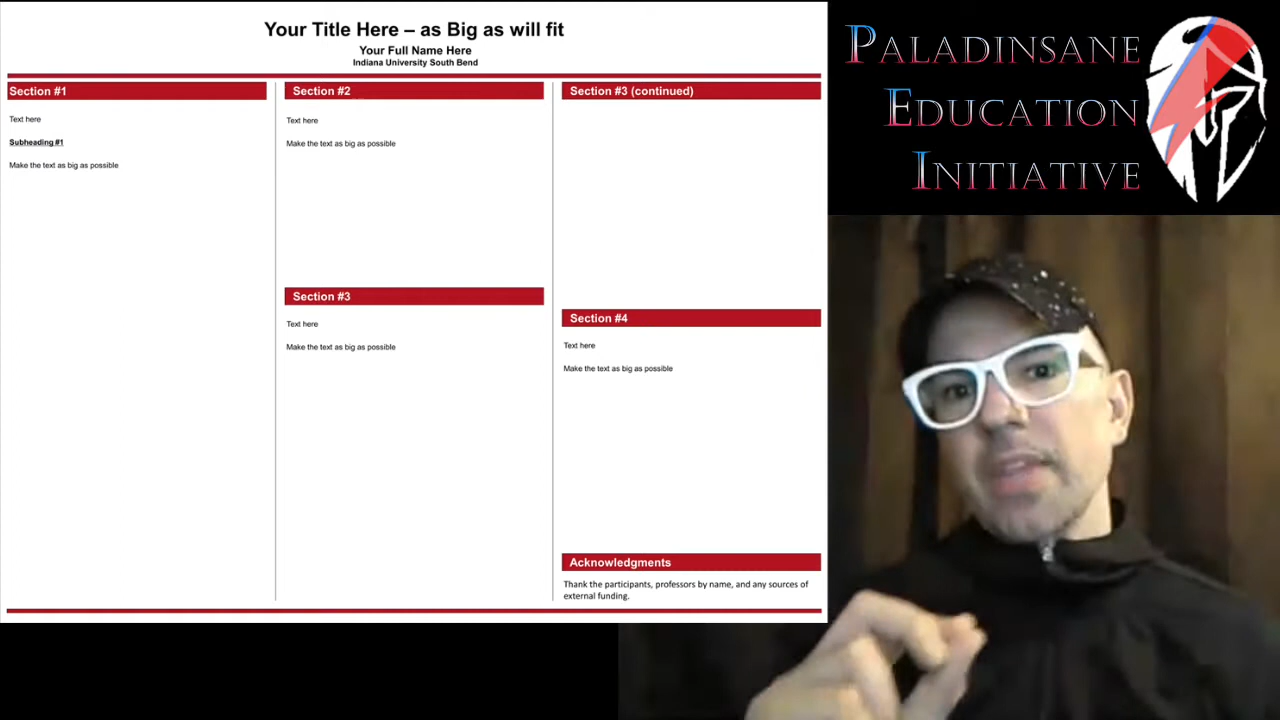 Your Title Here – as Big as will fit
Your Full Name Here
Indiana University South Bend
Section #1
Text here
Subheading #1
Make the text as big as possible
Section #2
Text here
Make the text as big as possible
Section #3
Text here
Make the text as big as possible
Section #3 (continued)
Section #4
Text here
Make the text as big as possible
Acknowledgments
Thank the participants, professors by name, and any sources of
external funding.
PALADINSANE
EDUCATION
INITIATIVE